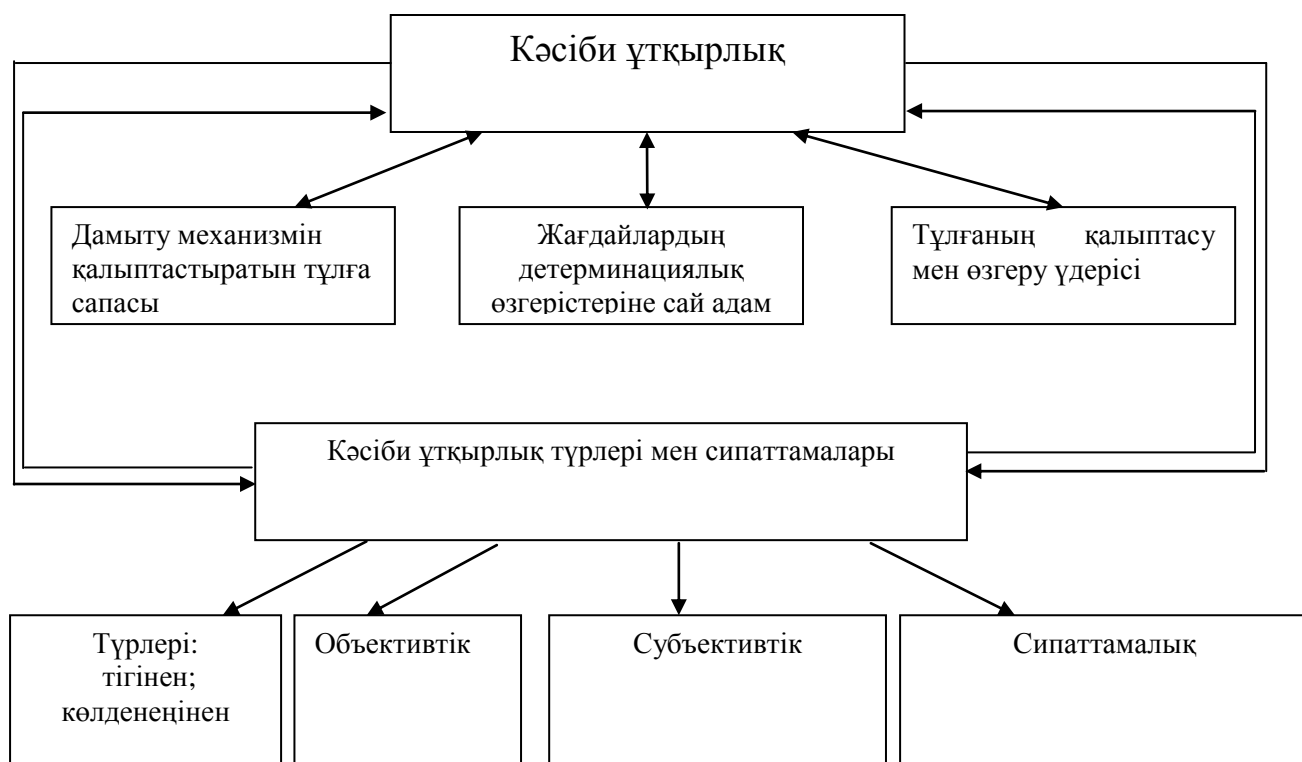 Кәсіби ұтқырлық
Дамыту механизмін
қалыптастыратын тұлға
сапасы
Жағдайлардың
детерминациялық
өзгерістеріне сай адам
Тұлғаның қалыптасу
мен өзгеру үдерісі
Кәсіби ұтқырлық түрлері мен сипаттамалары
Түрлері:
тігінен;
көлденеңінен
Объективтік
Субъективтік
Сипаттамалық